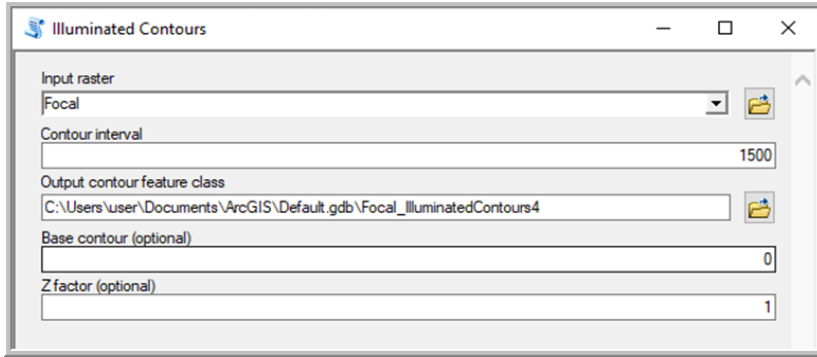 Illuminated Contours
Input raster
Focal
Contour interval
1500
Output contour feature class
C:\Users\user\Documents\ArcGIS\Default.gdb\Focal_IlluminatedContours4
Base contour (optional)
0
Z factor (optional)
1